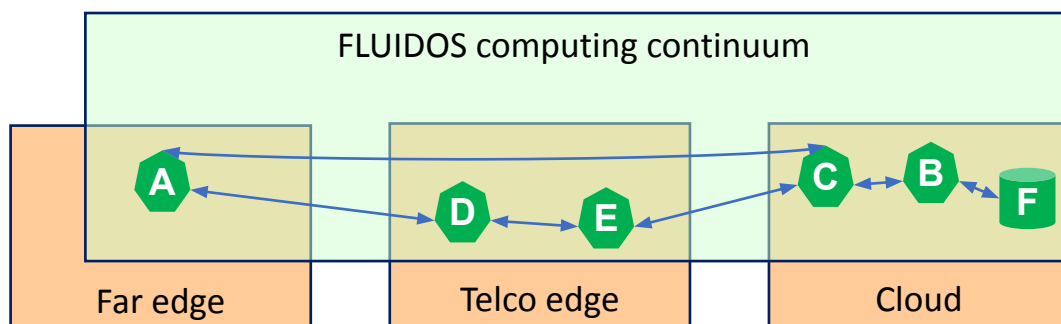 FLUIDOS computing continuum
A
C
B
F
D
E
Far edge
Telco edge
Cloud